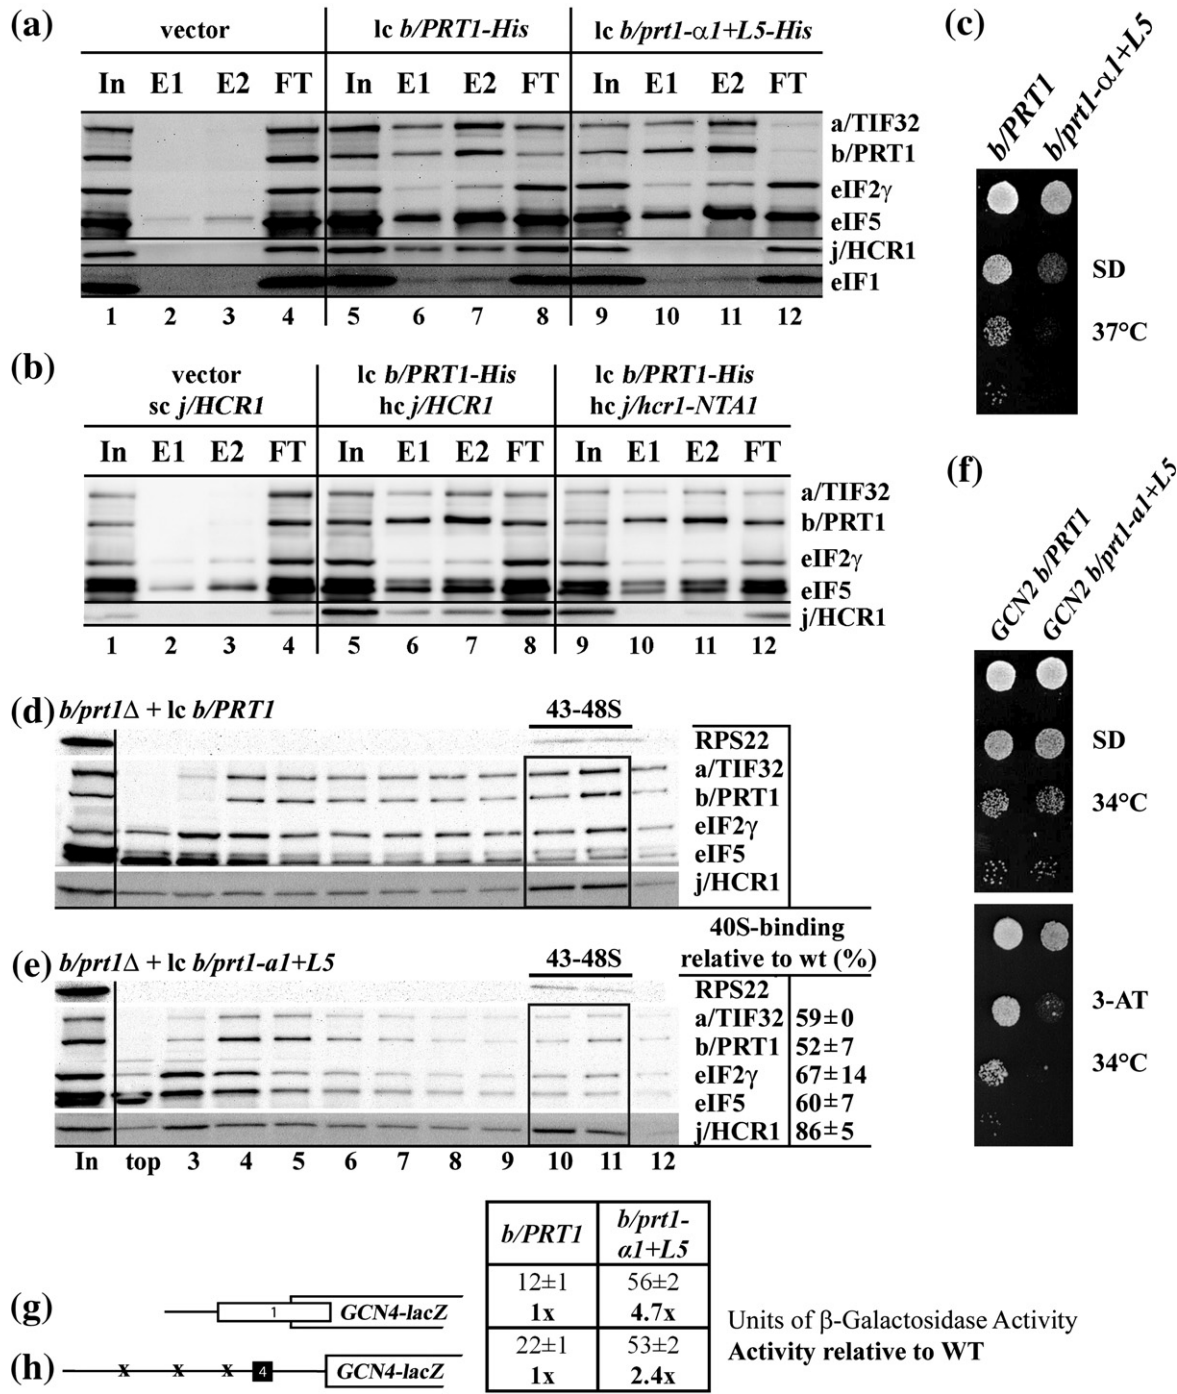 (a)
vector lc b/PRT1-His lc b/prt1-α1+L5-His
In E1 E2 FT In E1 E2 FT In E1 E2 FT
a/TIF32
b/PRT1
eIF2γ
eIF5
j/HCR1
eIF1
1 2 3 4 5 6 7 8 9 10 11 12
(b)
vector lc b/PRT1-His lc b/PRT1-His
sc j/HCR1 hc j/HCR1 hc j/hcr1-NTA1
In E1 E2 FT In E1 E2 FT In E1 E2 FT
a/TIF32
b/PRT1
eIF2γ
eIF5
j/HCR1
1 2 3 4 5 6 7 8 9 10 11 12
(c)
b/PRT1
b/prt1-α1+L5
SD
37°C
(d) b/prt1Δ + lc b/PRT1 43-48S
RPS22
a/TIF32
b/PRT1
eIF2γ
eIF5
j/HCR1
40S-binding
relative to wt (%)
(e) b/prt1Δ + lc b/prt1-a1+L5 43-48S
RPS22
a/TIF32 59±0
b/PRT1 52±7
eIF2γ 67±14
eIF5 60±7
j/HCR1 86±5
In top 3 4 5 6 7 8 9 10 11 12
(f)
GCN2 b/PRT1
GCN2 b/prt1-a1+L5
SD
34°C
3-AT
34°C
b/PRT1 b/prt1-
α1+L5
(g) 1 GCN4-lacZ 12±1 56±2
1x 4.7x
(h) x x x 4 GCN4-lacZ 22±1 53±2
1x 2.4x
Units of β-Galactosidase Activity
Activity relative to WT